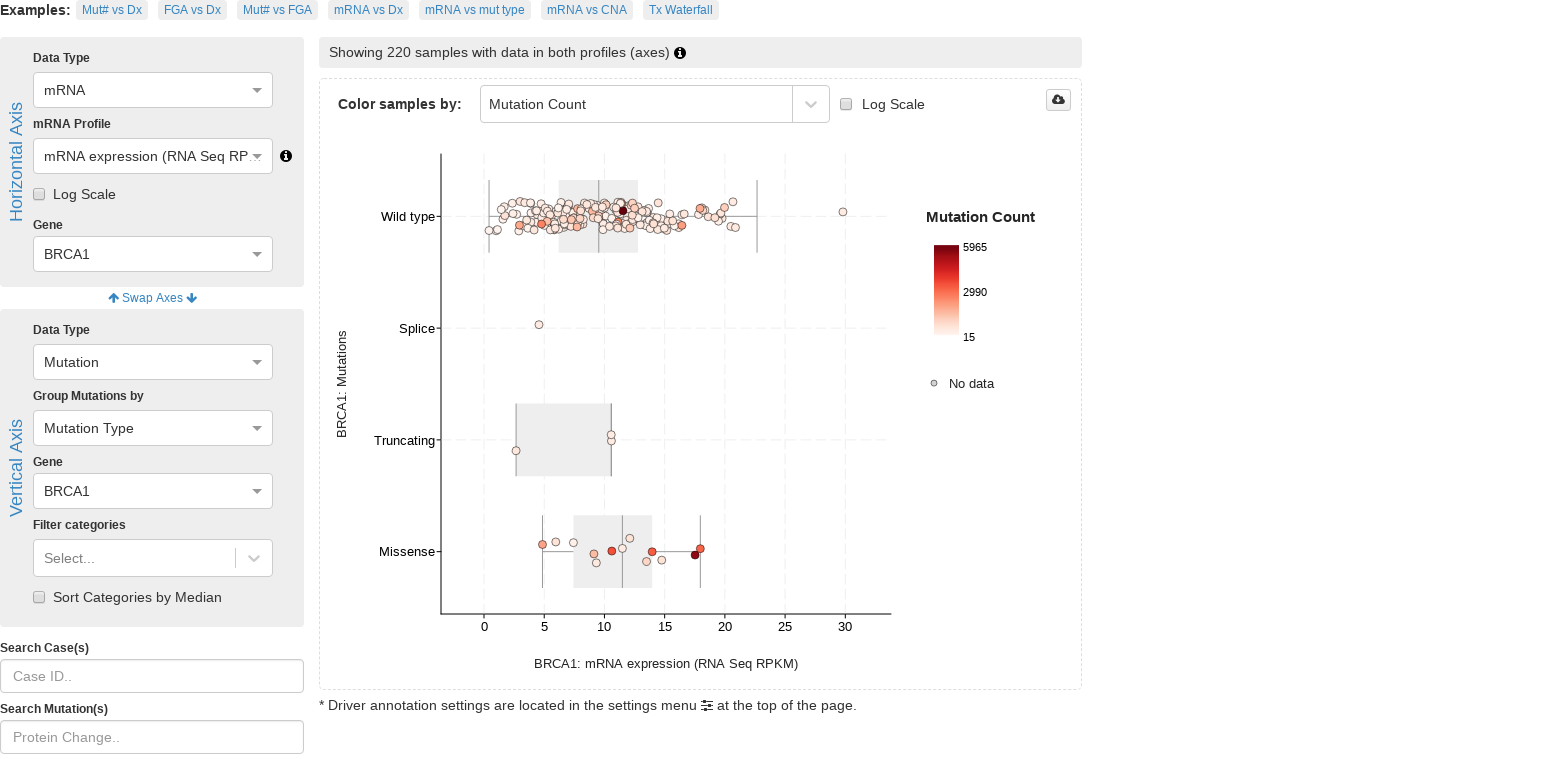 Examples: Mut# vs Dx FGA vs Dx Mut# vs FGA mRNA vs Dx mRNA vs mut type mRNA vs CNA Tx Waterfall
Horizontal Axis
Data Type
mRNA
mRNA Profile
mRNA expression (RNA Seq RP...
Log Scale
Gene
BRCA1
Swap Axes
Vertical Axis
Data Type
Mutation
Group Mutations by
Mutation Type
Gene
BRCA1
Filter categories
Select...
Sort Categories by Median
Search Case(s)
Case ID..
Search Mutation(s)
Protein Change..
Showing 220 samples with data in both profiles (axes)
Color samples by: Mutation Count Log Scale
BRCA1: Mutations
Wild type
Splice
Truncating
Missense
0 5 10 15 20 25 30
BRCA1: mRNA expression (RNA Seq RPKM)
Mutation Count
5965
2990
15
No data
* Driver annotation settings are located in the settings menu at the top of the page.